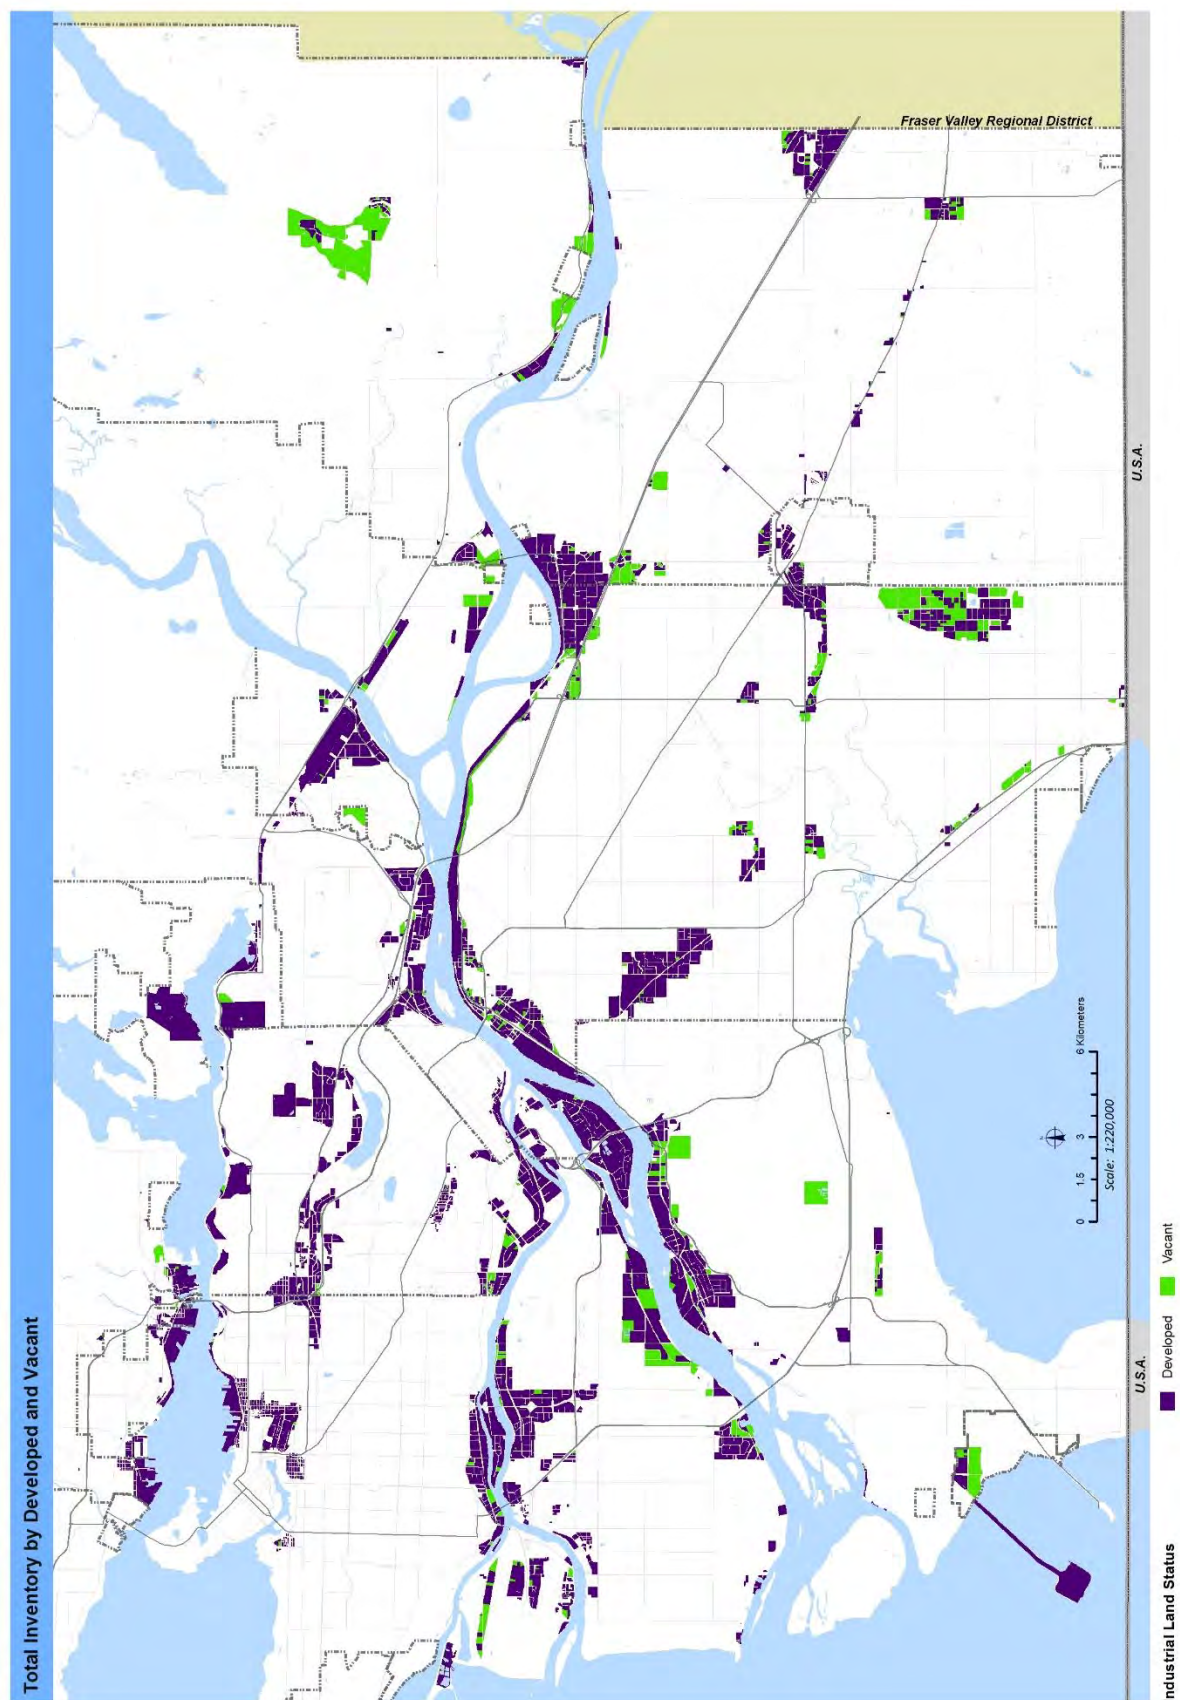 Total Inventory by Developed and Vacant
Fraser Valley Regional District
U.S.A.
U.S.A.
0 1.5 3 6 Kilometers
Scale: 1:220,000
ndustrial Land Status
Developed
Vacant